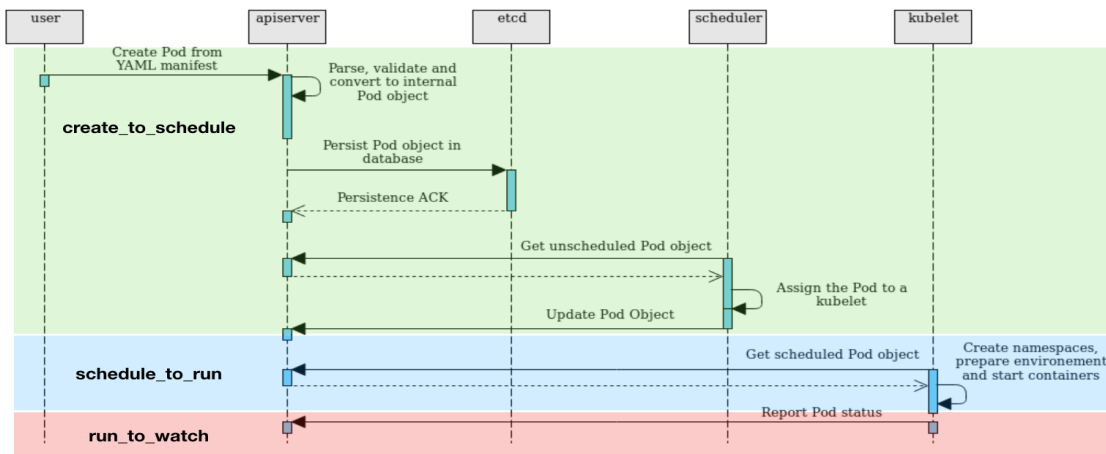 user
apiserver
etcd
scheduler
kubelet
Create Pod from
YAML manifest
Parse, validate and
convert to internal
Pod object
create_to_schedule
Persist Pod object in
database
Persistence ACK
Get unscheduled Pod object
Assign the Pod to a
kubelet
Update Pod Object
Get scheduled Pod object
Create namespaces,
prepare environement
and start containers
schedule_to_run
Report Pod status
run_to_watch